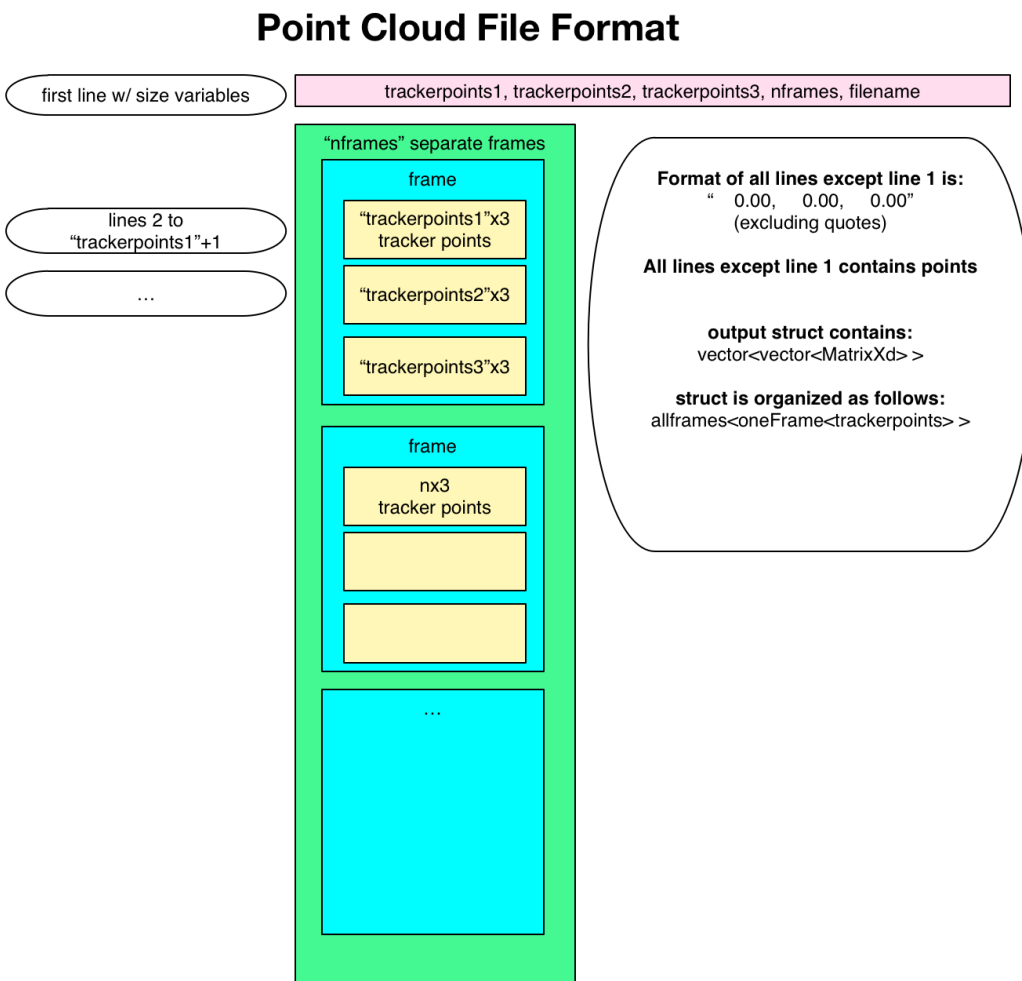 Point Cloud File Format
first line w/ size variables
trackerpoints1, trackerpoints2, trackerpoints3, nframes, filename
“nframes” separate frames
frame
“trackerpoints1”x3
tracker points
“trackerpoints2”x3
“trackerpoints3”x3
lines 2 to
“trackerpoints1”+1
…
frame
nx3
tracker points
…
Format of all lines except line 1 is:
“    0.00,     0.00,     0.00”
(excluding quotes)
All lines except line 1 contains points
output struct contains:
vector<vector<MatrixXd> >
struct is organized as follows:
allframes<oneFrame<trackerpoints> >